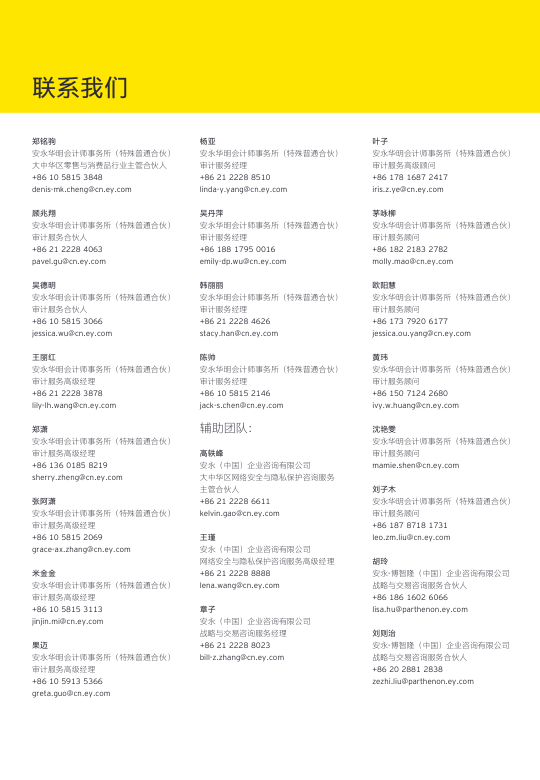 联系我们
郑铭驹
安永华明会计师事务所（特殊普通合伙）
大中华区零售与消费品行业主管合伙人
+86 10 5815 3848
denis-mk.cheng@cn.ey.com
顾兆翔
安永华明会计师事务所（特殊普通合伙）
审计服务合伙人
+86 21 2228 4063
pavel.gu@cn.ey.com
吴德明
安永华明会计师事务所（特殊普通合伙）
审计服务合伙人
+86 10 5815 3066
jessica.wu@cn.ey.com
王丽红
安永华明会计师事务所（特殊普通合伙）
审计服务高级经理
+86 21 2228 3878
lily-lh.wang@cn.ey.com
郑潇
安永华明会计师事务所（特殊普通合伙）
审计服务高级经理
+86 136 0185 8219
sherry.zheng@cn.ey.com
张阿潇
安永华明会计师事务所（特殊普通合伙）
审计服务高级经理
+86 10 5815 2069
grace-ax.zhang@cn.ey.com
米金金
安永华明会计师事务所（特殊普通合伙）
审计服务高级经理
+86 10 5815 3113
jinjin.mi@cn.ey.com
果迈
安永华明会计师事务所（特殊普通合伙）
审计服务高级经理
+86 10 5913 5366
greta.guo@cn.ey.com
杨亚
安永华明会计师事务所（特殊普通合伙）
审计服务经理
+86 21 2228 8510
linda-y.yang@cn.ey.com
吴丹萍
安永华明会计师事务所（特殊普通合伙）
审计服务经理
+86 188 1795 0016
emily-dp.wu@cn.ey.com
韩丽丽
安永华明会计师事务所（特殊普通合伙）
审计服务经理
+86 21 2228 4626
stacy.han@cn.ey.com
陈帅
安永华明会计师事务所（特殊普通合伙）
审计服务经理
+86 10 5815 2146
jack-s.chen@cn.ey.com
辅助团队:
高轶峰
安永（中国）企业咨询有限公司
大中华区网络安全与隐私保护咨询服务
主管合伙人
+86 21 2228 6611
kelvin.gao@cn.ey.com
王瑾
安永（中国）企业咨询有限公司
网络安全与隐私保护咨询服务高级经理
+86 21 2228 8888
lena.wang@cn.ey.com
章子
安永（中国）企业咨询有限公司
战略与交易咨询服务经理
+86 21 2228 8023
bill-z.zhang@cn.ey.com
叶子
安永华明会计师事务所（特殊普通合伙）
审计服务高级顾问
+86 178 1687 2417
iris.z.ye@cn.ey.com
茅咏柳
安永华明会计师事务所（特殊普通合伙）
审计服务顾问
+86 182 2183 2782
molly.mao@cn.ey.com
欧阳慧
安永华明会计师事务所（特殊普通合伙）
审计服务顾问
+86 173 7920 6177
jessica.ou.yang@cn.ey.com
黄玮
安永华明会计师事务所（特殊普通合伙）
审计服务顾问
+86 150 7124 2680
ivy.w.huang@cn.ey.com
沈艳雯
安永华明会计师事务所（特殊普通合伙）
审计服务顾问
mamie.shen@cn.ey.com
刘子木
安永华明会计师事务所（特殊普通合伙）
审计服务顾问
+86 187 8718 1731
leo.zm.liu@cn.ey.com
胡玲
安永-博智隆（中国）企业咨询有限公司
战略与交易咨询服务合伙人
+86 186 1602 6066
lisa.hu@parthenon.ey.com
刘则治
安永-博智隆（中国）企业咨询有限公司
战略与交易咨询服务合伙人
+86 20 2881 2838
zezhi.liu@parthenon.ey.com